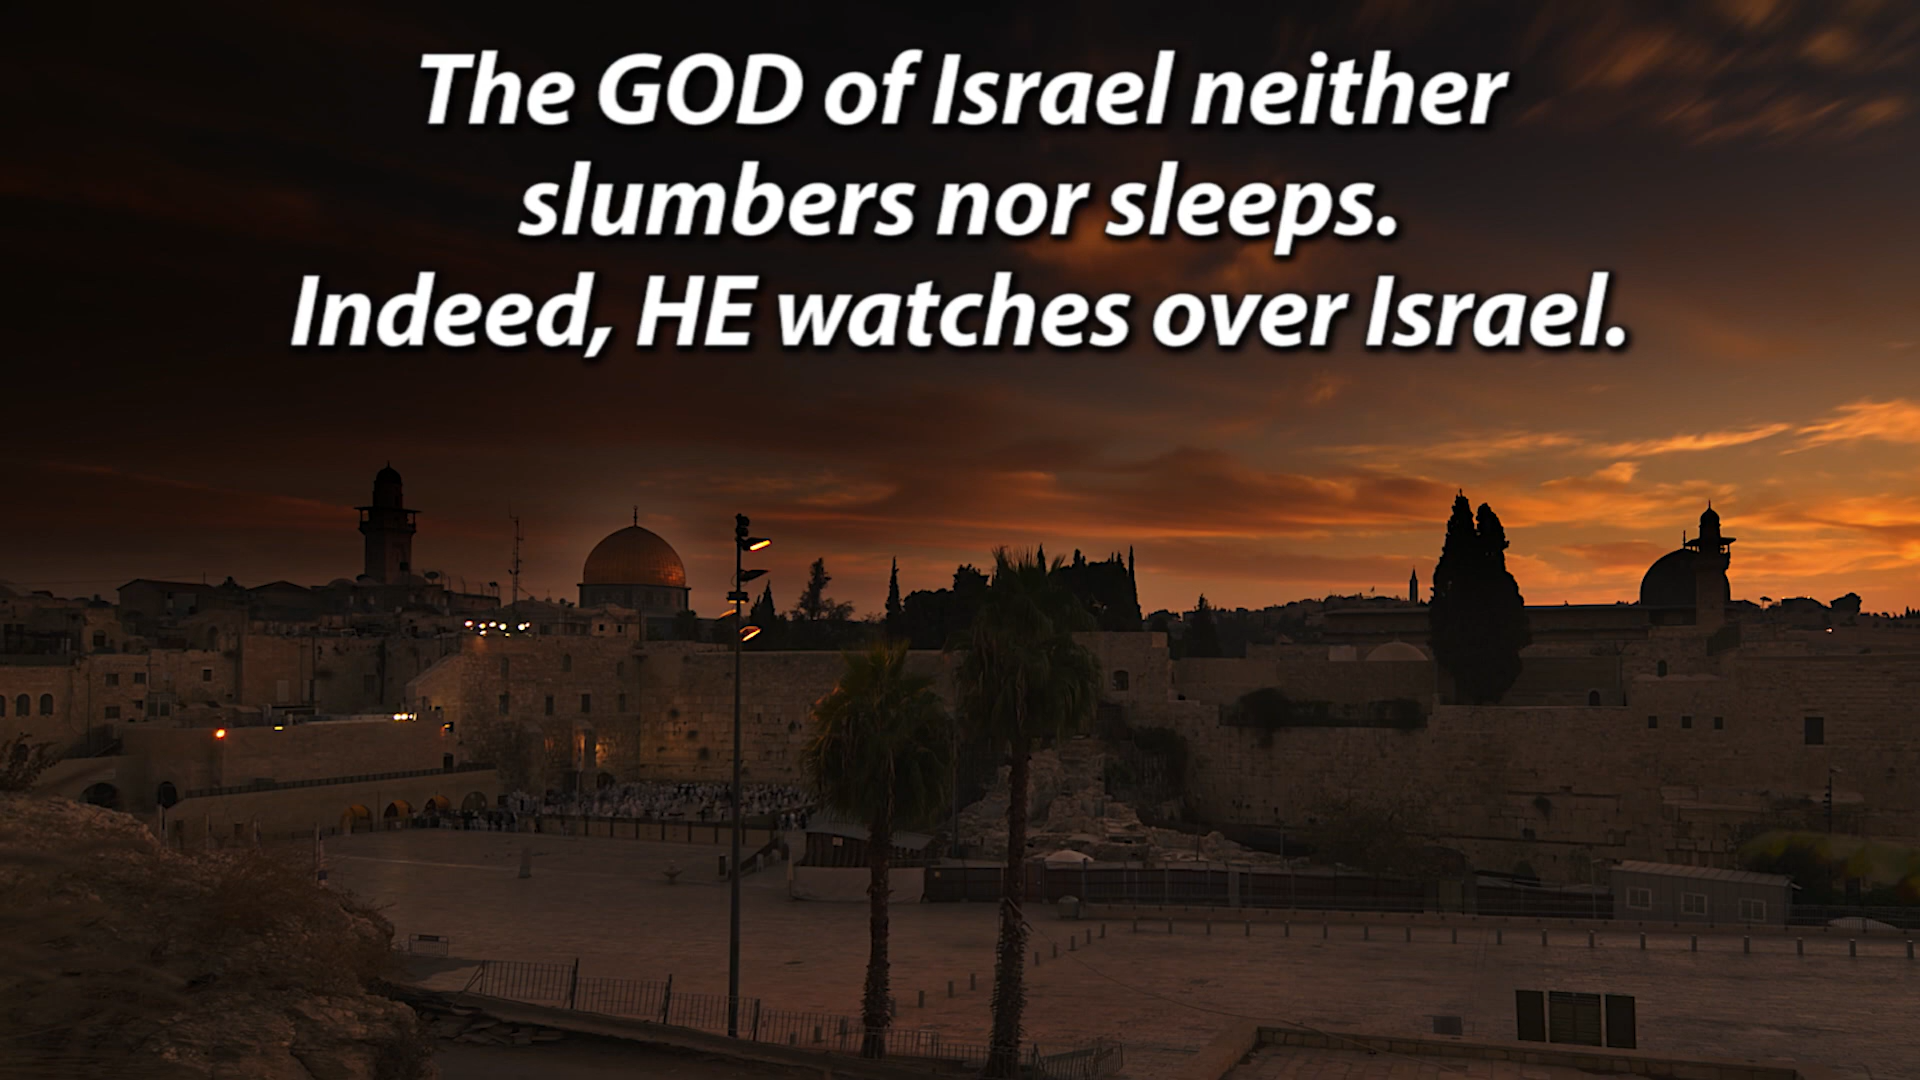 The GOD of Israel neither
slumbers nor sleeps.
Indeed, HE watches over Israel.